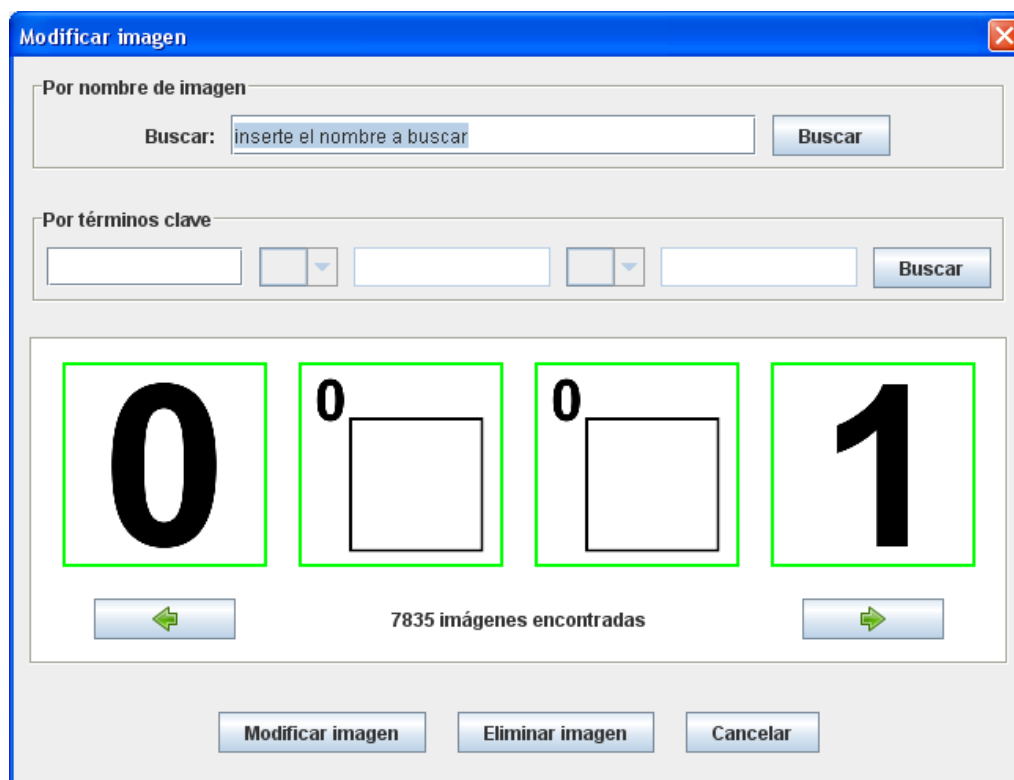 Modificar imagen
Por nombre de imagen
Buscar: inserte el nombre a buscar Buscar
Por términos clave
Buscar
0 0 0 1
7835 imágenes encontradas
Modificar imagen Eliminar imagen Cancelar